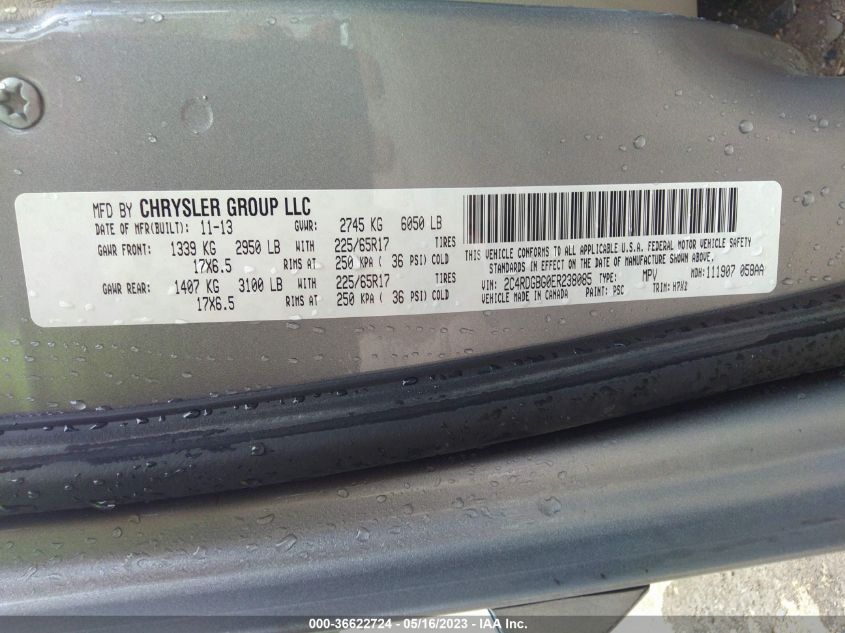 MFD BY CHRYSLER GROUP LLC
DATE OF MFR(BUILT): 11-13 GVWR: 2745 KG 6050 LB
GAWR FRONT: 1339 KG 2950 LB WITH 225/65R17 TIRES
17X6.5 RIMS AT 250 KPA ( 36 PSI) COLD
GAWR REAR: 1407 KG 3100 LB WITH 225/65R17 TIRES
17X6.5 RIMS AT 250 KPA ( 36 PSI) COLD
THIS VEHICLE CONFORMS TO ALL APPLICABLE U.S.A. FEDERAL MOTOR VEHICLE SAFETY
STANDARDS IN EFFECT ON THE DATE OF MANUFACTURE SHOWN ABOVE.
VIN: 2C4RDGBG0ER238085 TYPE: MPV MDH: 111907 058AA
VEHICLE MADE IN CANADA PAINT: PSC TRIM: H7X2
000-36622724 - 05/16/2023 - IAA Inc.